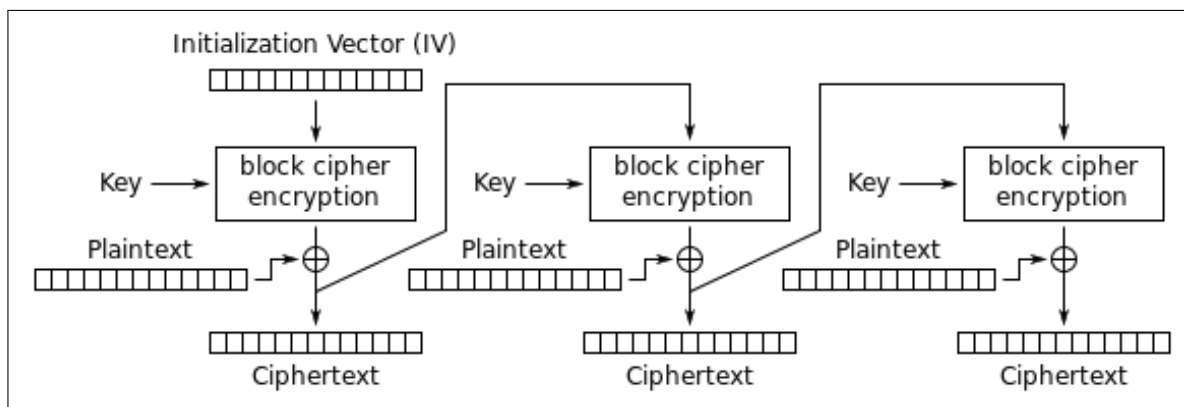 Initialization Vector (IV)
Key
block cipher
encryption
Key
block cipher
encryption
Key
block cipher
encryption
Plaintext
Plaintext
Plaintext
Ciphertext
Ciphertext
Ciphertext